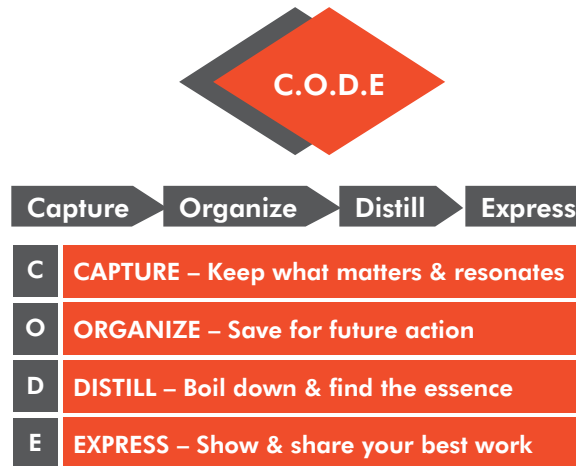 C.O.D.E
Capture Organize Distill Express
C CAPTURE – Keep what matters & resonates
O ORGANIZE – Save for future action
D DISTILL – Boil down & find the essence
E EXPRESS – Show & share your best work